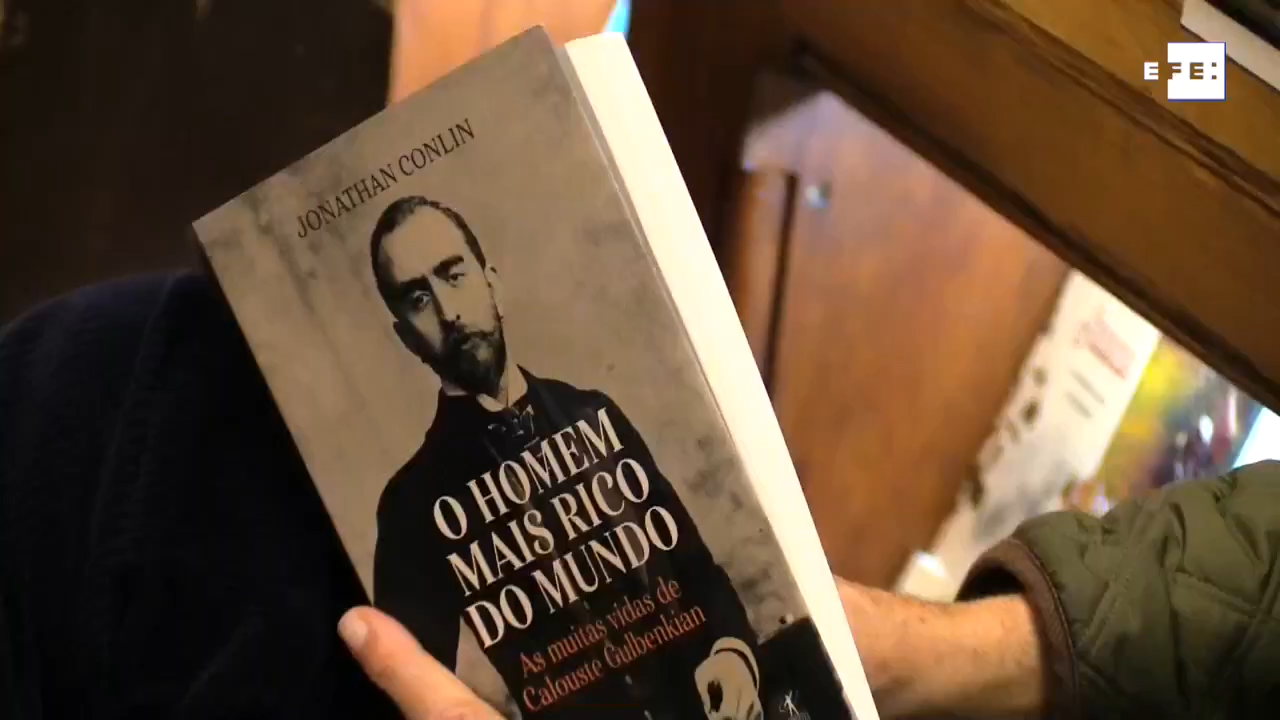 EFE:
JONATHAN CONLIN
O HOMEM
MAIS RICO
DO MUNDO
As muitas vidas de
Calouste Gulbenkian